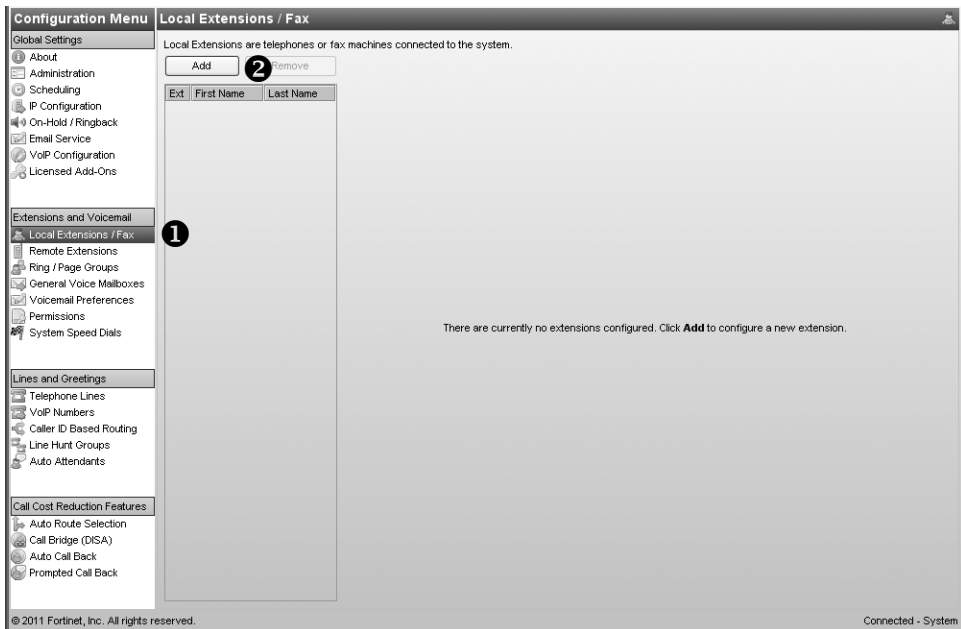 Configuration Menu
Global Settings
About
Administration
Scheduling
IP Configuration
On-Hold / Ringback
Email Service
VoIP Configuration
Licensed Add-Ons
Extensions and Voicemail
Local Extensions / Fax
Remote Extensions
Ring / Page Groups
General Voice Mailboxes
Voicemail Preferences
Permissions
System Speed Dials
Lines and Greetings
Telephone Lines
VoIP Numbers
Caller ID Based Routing
Line Hunt Groups
Auto Attendants
Call Cost Reduction Features
Auto Route Selection
Call Bridge (DISA)
Auto Call Back
Prompted Call Back
Local Extensions / Fax
Local Extensions are telephones or fax machines connected to the system.
Add 2 Remove
Ext First Name Last Name
1
There are currently no extensions configured. Click Add to configure a new extension.
© 2011 Fortinet, Inc. All rights reserved. Connected - System